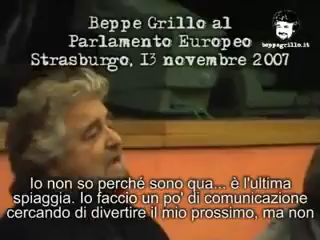 Beppe Grillo al
Parlamento Europeo
Strasburgo, 13 novembre 2007
beppegrillo.it
Io non so perché sono qua... è l'ultima
spiaggia. Io faccio un po' di comunicazione
cercando di divertire il mio prossimo, ma non